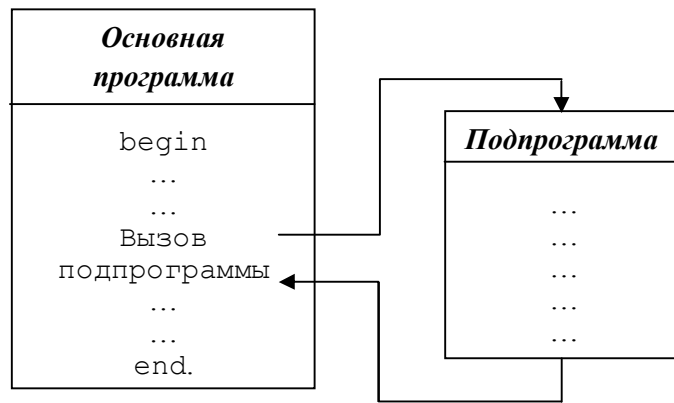 Основная
программа
begin
...
...
Вызов
подпрограммы
...
...
end.
Подпрограмма
...
...
...
...
...